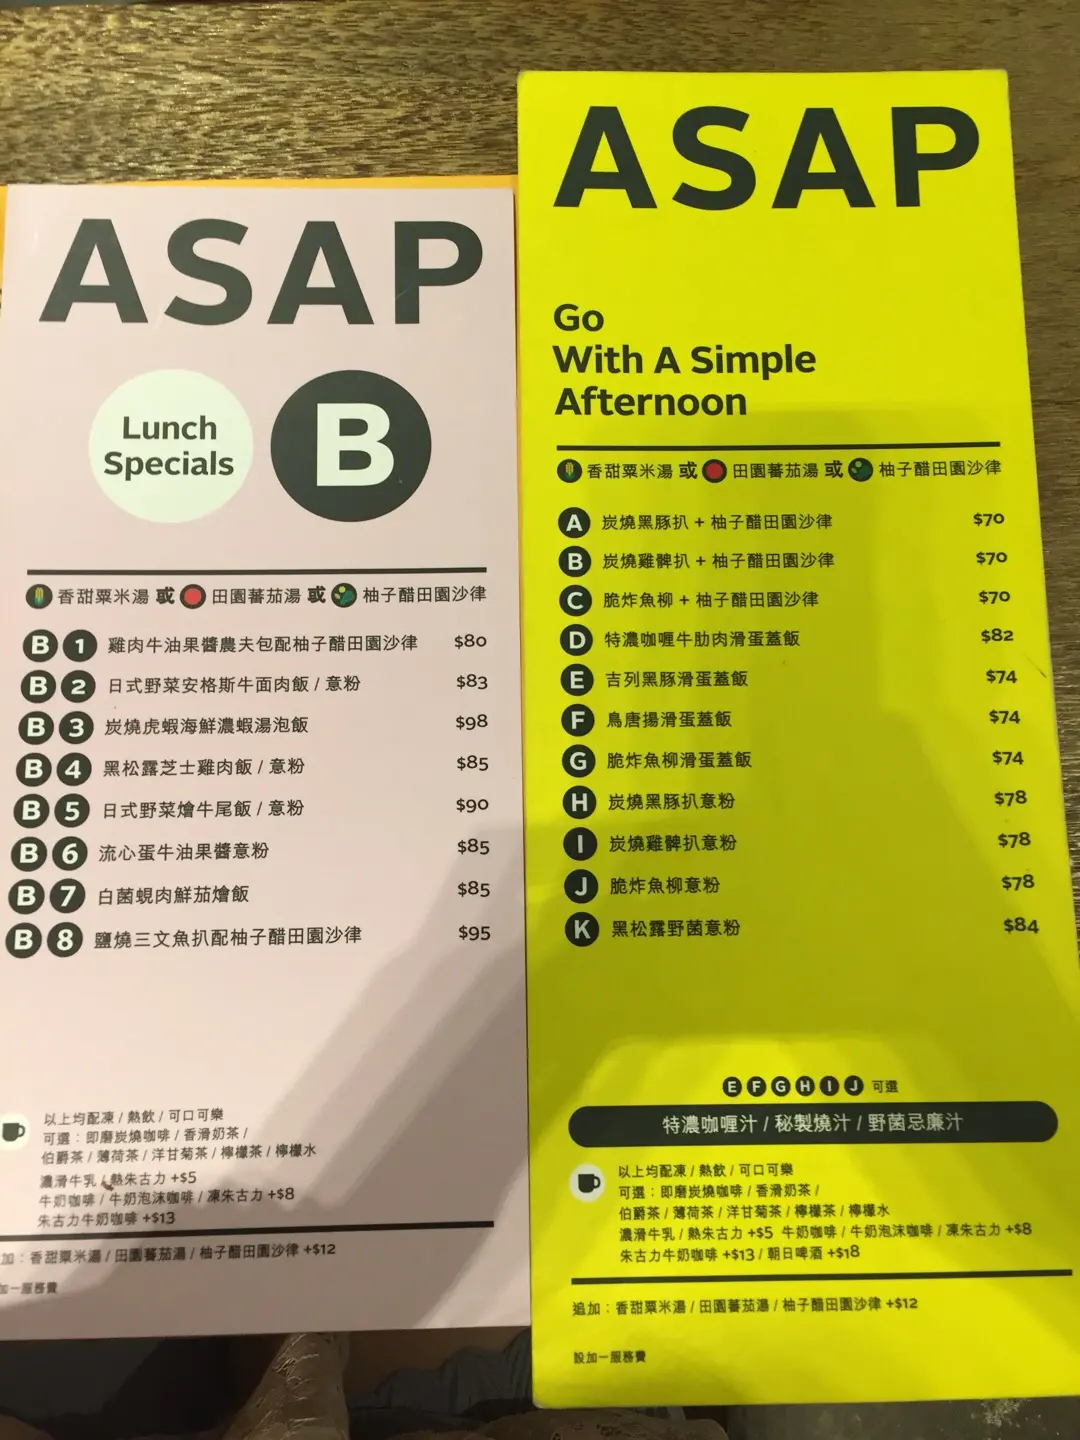 ASAP
Lunch
Specials
B
香甜粟米湯 或 田園蕃茄湯 或 柚子醋田園沙律
B 1 雞肉牛油果醬農夫包配柚子醋田園沙律 $80
B 2 日式野菜安格斯牛面肉飯 / 意粉 $83
B 3 炭燒虎蝦海鮮濃蝦湯泡飯 $98
B 4 黑松露芝士雞肉飯 / 意粉 $85
B 5 日式野菜燴牛尾飯 / 意粉 $90
B 6 流心蛋牛油果醬意粉 $85
B 7 白菌蜆肉鮮茄燴飯 $85
B 8 鹽燒三文魚扒配柚子醋田園沙律 $95
以上均配凍 / 熱飲 / 可口可樂
可選：即磨炭燒咖啡 / 香滑奶茶 /
伯爵茶 / 薄荷茶 / 洋甘菊茶 / 檸檬茶 / 檸檬水
濃滑牛乳 / 熱朱古力 +$5
牛奶咖啡 / 牛奶泡沫咖啡 / 凍朱古力 +$8
朱古力牛奶咖啡 +$13
加：香甜粟米湯 / 田園蕃茄湯 / 柚子醋田園沙律 +$12
加一服務費
ASAP
Go
With A Simple
Afternoon
香甜粟米湯 或 田園蕃茄湯 或 柚子醋田園沙律
A 炭燒黑豚扒 + 柚子醋田園沙律 $70
B 炭燒雞髀扒 + 柚子醋田園沙律 $70
C 脆炸魚柳 + 柚子醋田園沙律 $70
D 特濃咖喱牛肋肉滑蛋蓋飯 $82
E 吉列黑豚滑蛋蓋飯 $74
F 鳥唐揚滑蛋蓋飯 $74
G 脆炸魚柳滑蛋蓋飯 $74
H 炭燒黑豚扒意粉 $78
I 炭燒雞髀扒意粉 $78
J 脆炸魚柳意粉 $78
K 黑松露野菌意粉 $84
E F G H I J 可選
特濃咖喱汁 / 秘製燒汁 / 野菌忌廉汁
以上均配凍 / 熱飲 / 可口可樂
可選：即磨炭燒咖啡 / 香滑奶茶 /
伯爵茶 / 薄荷茶 / 洋甘菊茶 / 檸檬茶 / 檸檬水
濃滑牛乳 / 熱朱古力 +$5 牛奶咖啡 / 牛奶泡沫咖啡 / 凍朱古力 +$8
朱古力牛奶咖啡 +$13 / 朝日啤酒 +$18
追加：香甜粟米湯 / 田園蕃茄湯 / 柚子醋田園沙律 +$12
設加一服務費